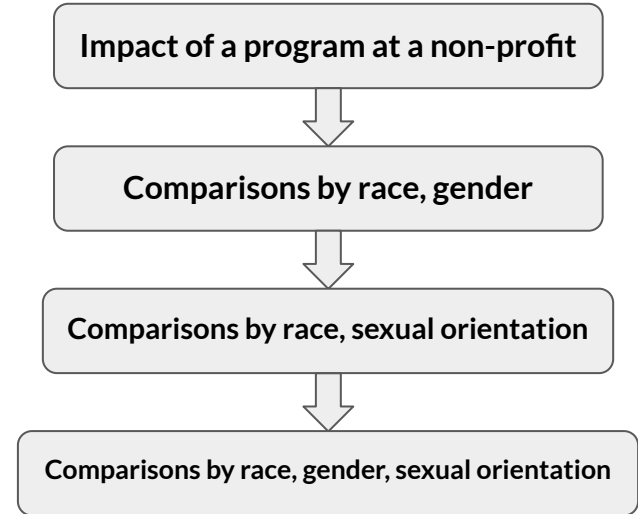 Impact of a program at a non-profit
Comparisons by race, gender
Comparisons by race, sexual orientation
Comparisons by race, gender, sexual orientation